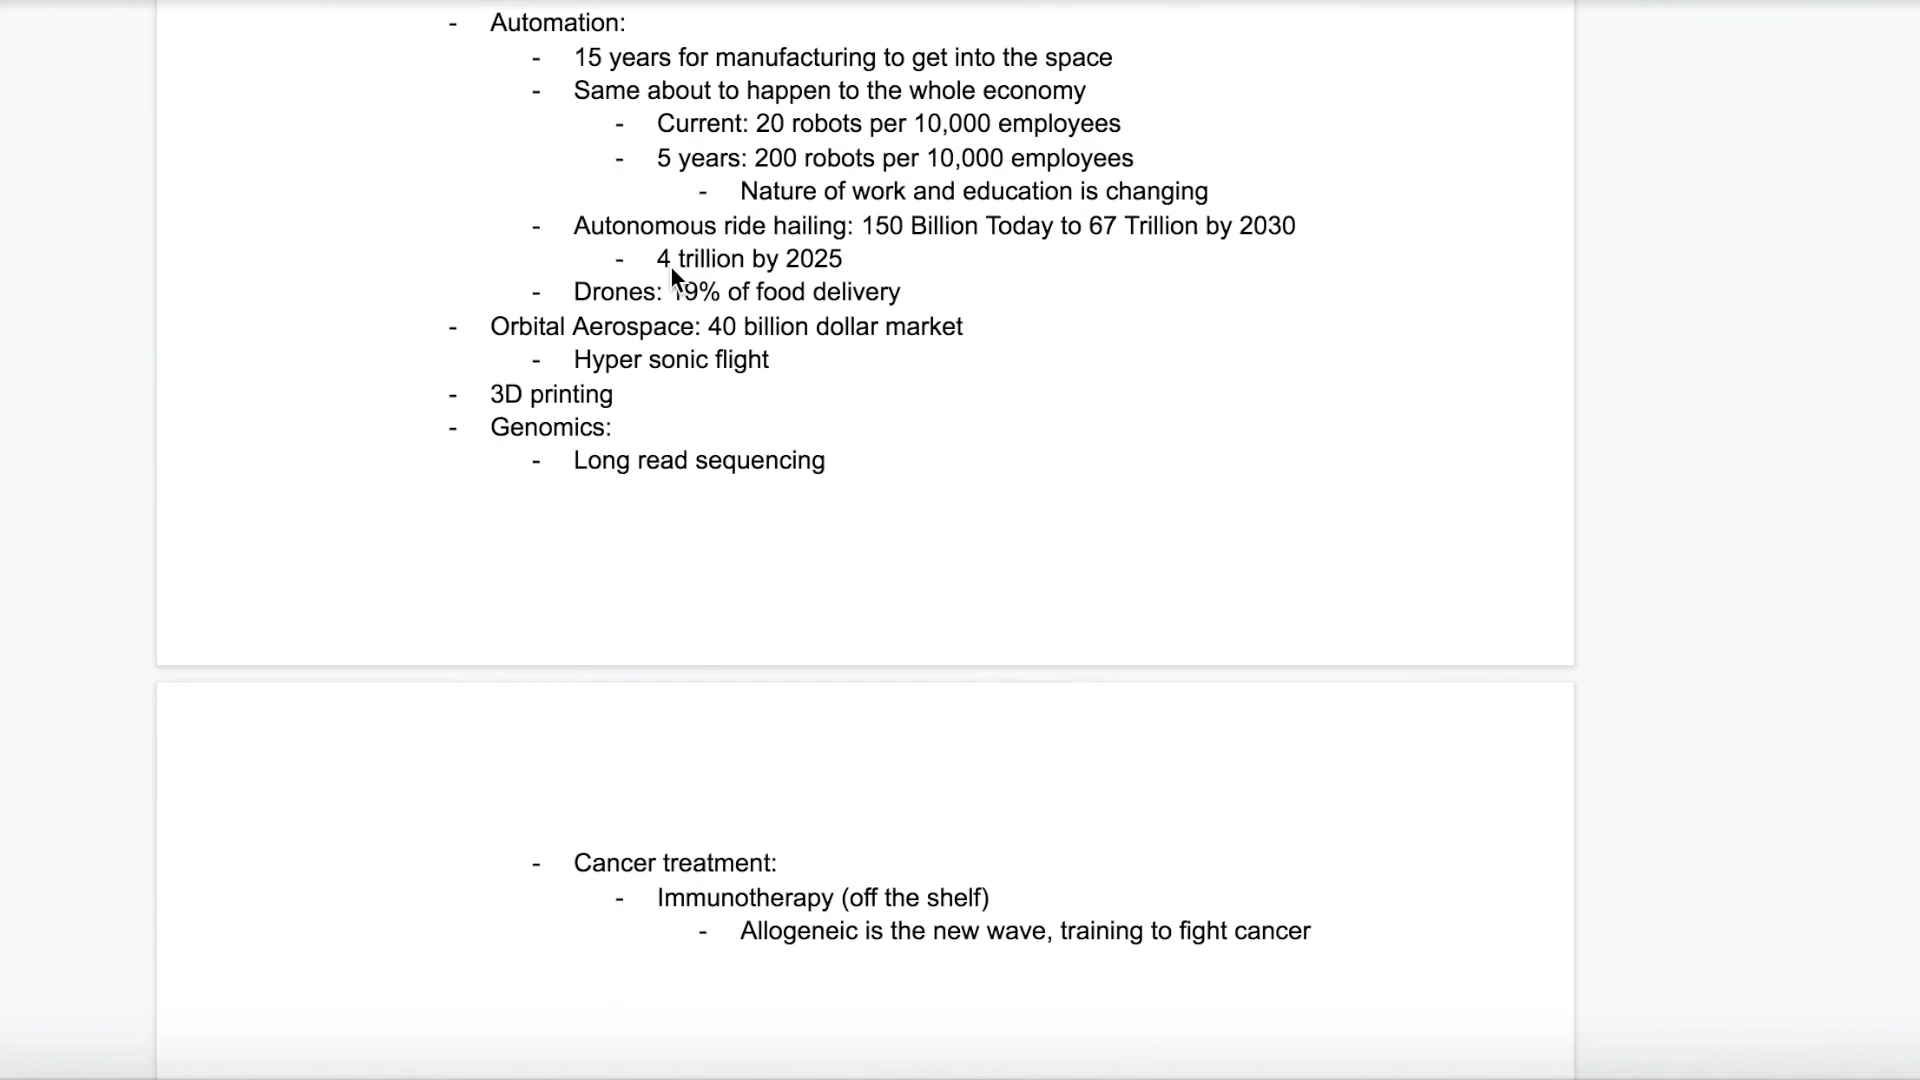 - Automation:
- 15 years for manufacturing to get into the space
- Same about to happen to the whole economy
- Current: 20 robots per 10,000 employees
- 5 years: 200 robots per 10,000 employees
- Nature of work and education is changing
- Autonomous ride hailing: 150 Billion Today to 67 Trillion by 2030
- 4 trillion by 2025
- Drones: 19% of food delivery
- Orbital Aerospace: 40 billion dollar market
- Hyper sonic flight
- 3D printing
- Genomics:
- Long read sequencing
- Cancer treatment:
- Immunotherapy (off the shelf)
- Allogeneic is the new wave, training to fight cancer